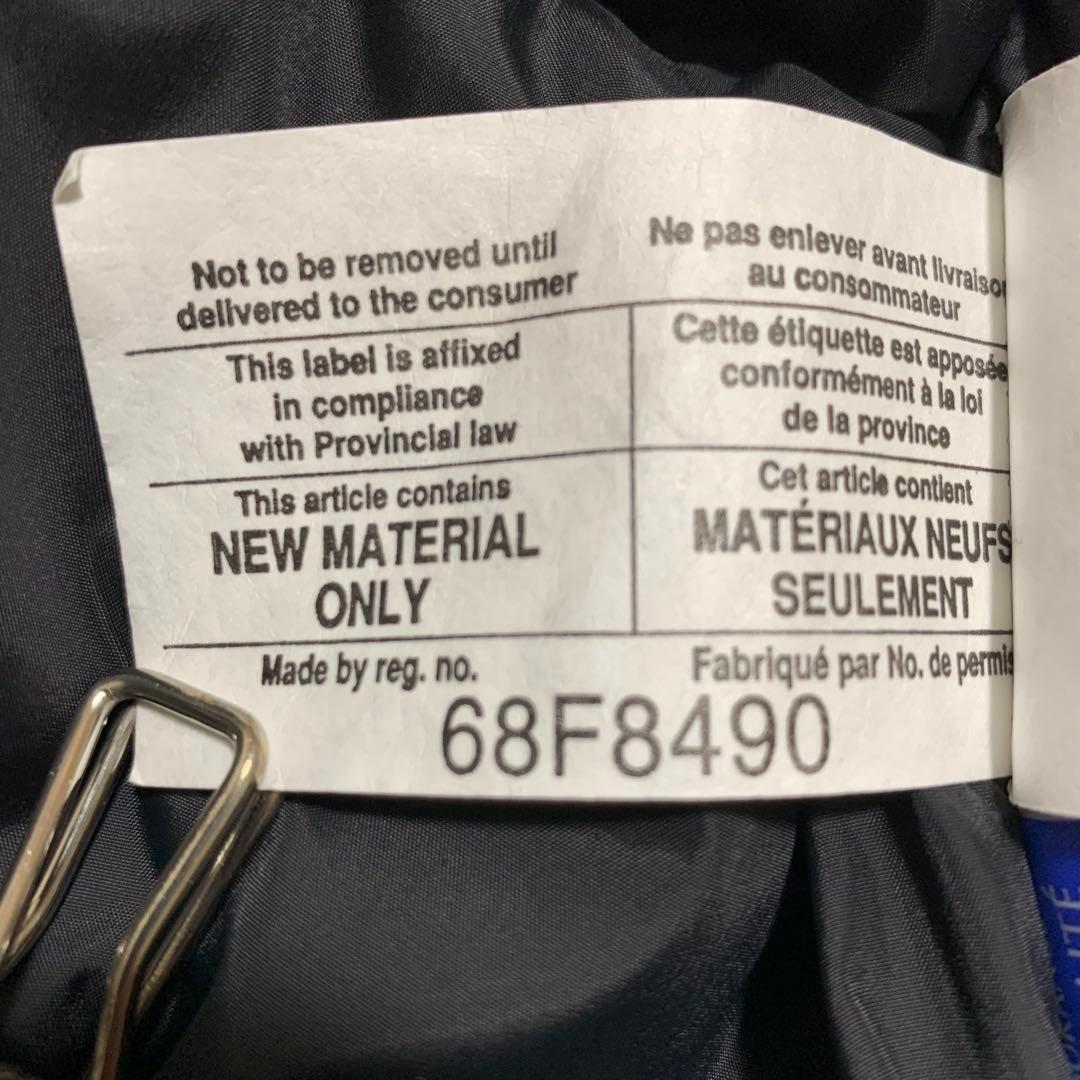 Not to be removed until
delivered to the consumer
Ne pas enlever avant livraison
au consommateur
This label is affixed
in compliance
with Provincial law
Cette étiquette est apposée
conformément à la loi
de la province
This article contains
NEW MATERIAL
ONLY
Cet article contient
MATÉRIAUX NEUFS
SEULEMENT
Made by reg. no.
Fabriqué par No. de permis
68F8490